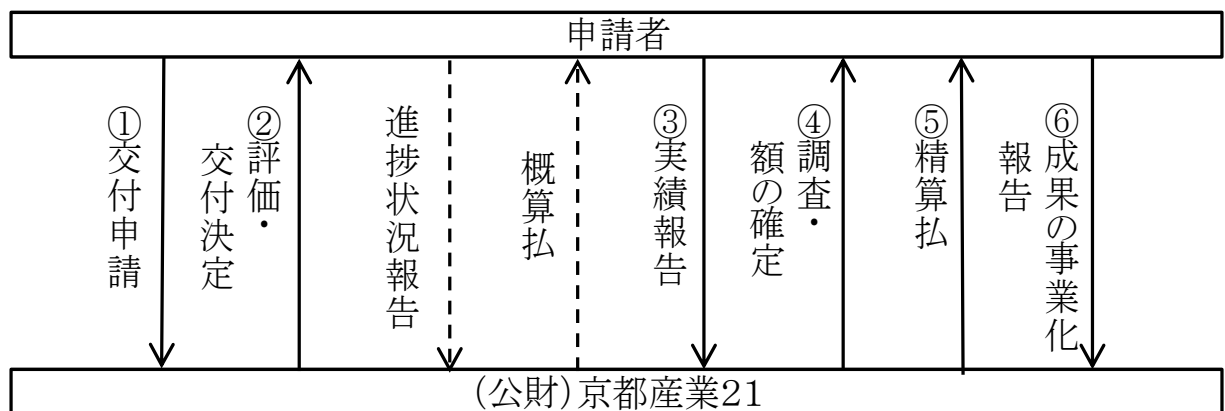 申請者
①交付申請
②評価・
交付決定
進捗状況報告
概算払
③実績報告
④調査・
額の確定
⑤精算払
⑥成果の事業化
報告
(公財)京都産業21